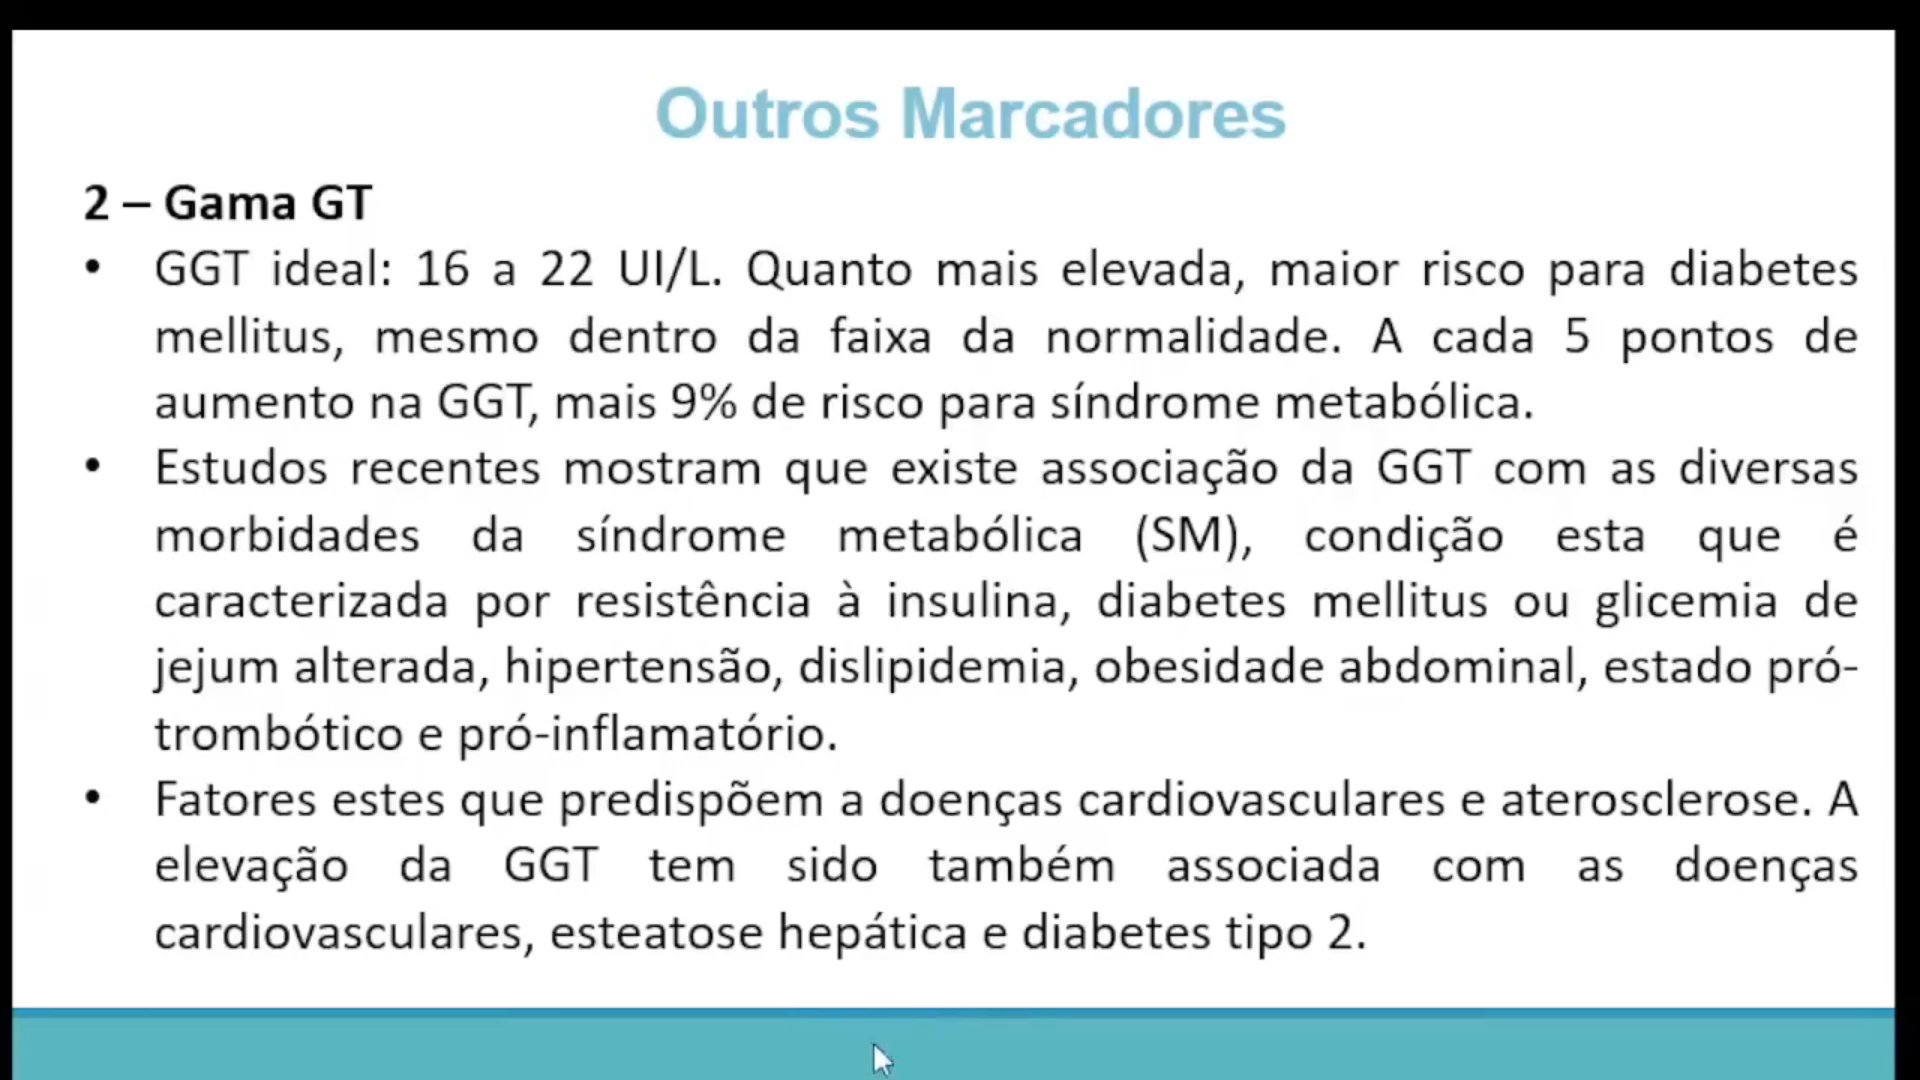 Outros Marcadores
2 – Gama GT
• GGT ideal: 16 a 22 UI/L. Quanto mais elevada, maior risco para diabetes
mellitus, mesmo dentro da faixa da normalidade. A cada 5 pontos de
aumento na GGT, mais 9% de risco para síndrome metabólica.
• Estudos recentes mostram que existe associação da GGT com as diversas
morbidades da síndrome metabólica (SM), condição esta que é
caracterizada por resistência à insulina, diabetes mellitus ou glicemia de
jejum alterada, hipertensão, dislipidemia, obesidade abdominal, estado pró-
trombótico e pró-inflamatório.
• Fatores estes que predispõem a doenças cardiovasculares e aterosclerose. A
elevação da GGT tem sido também associada com as doenças
cardiovasculares, esteatose hepática e diabetes tipo 2.